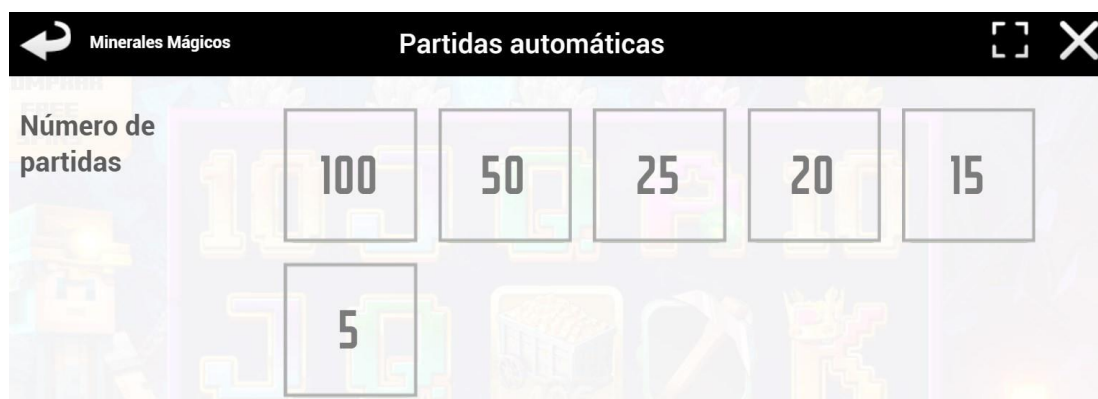 Minerales Mágicos
Partidas automáticas
Número de
partidas
100 50 25 20 15
5